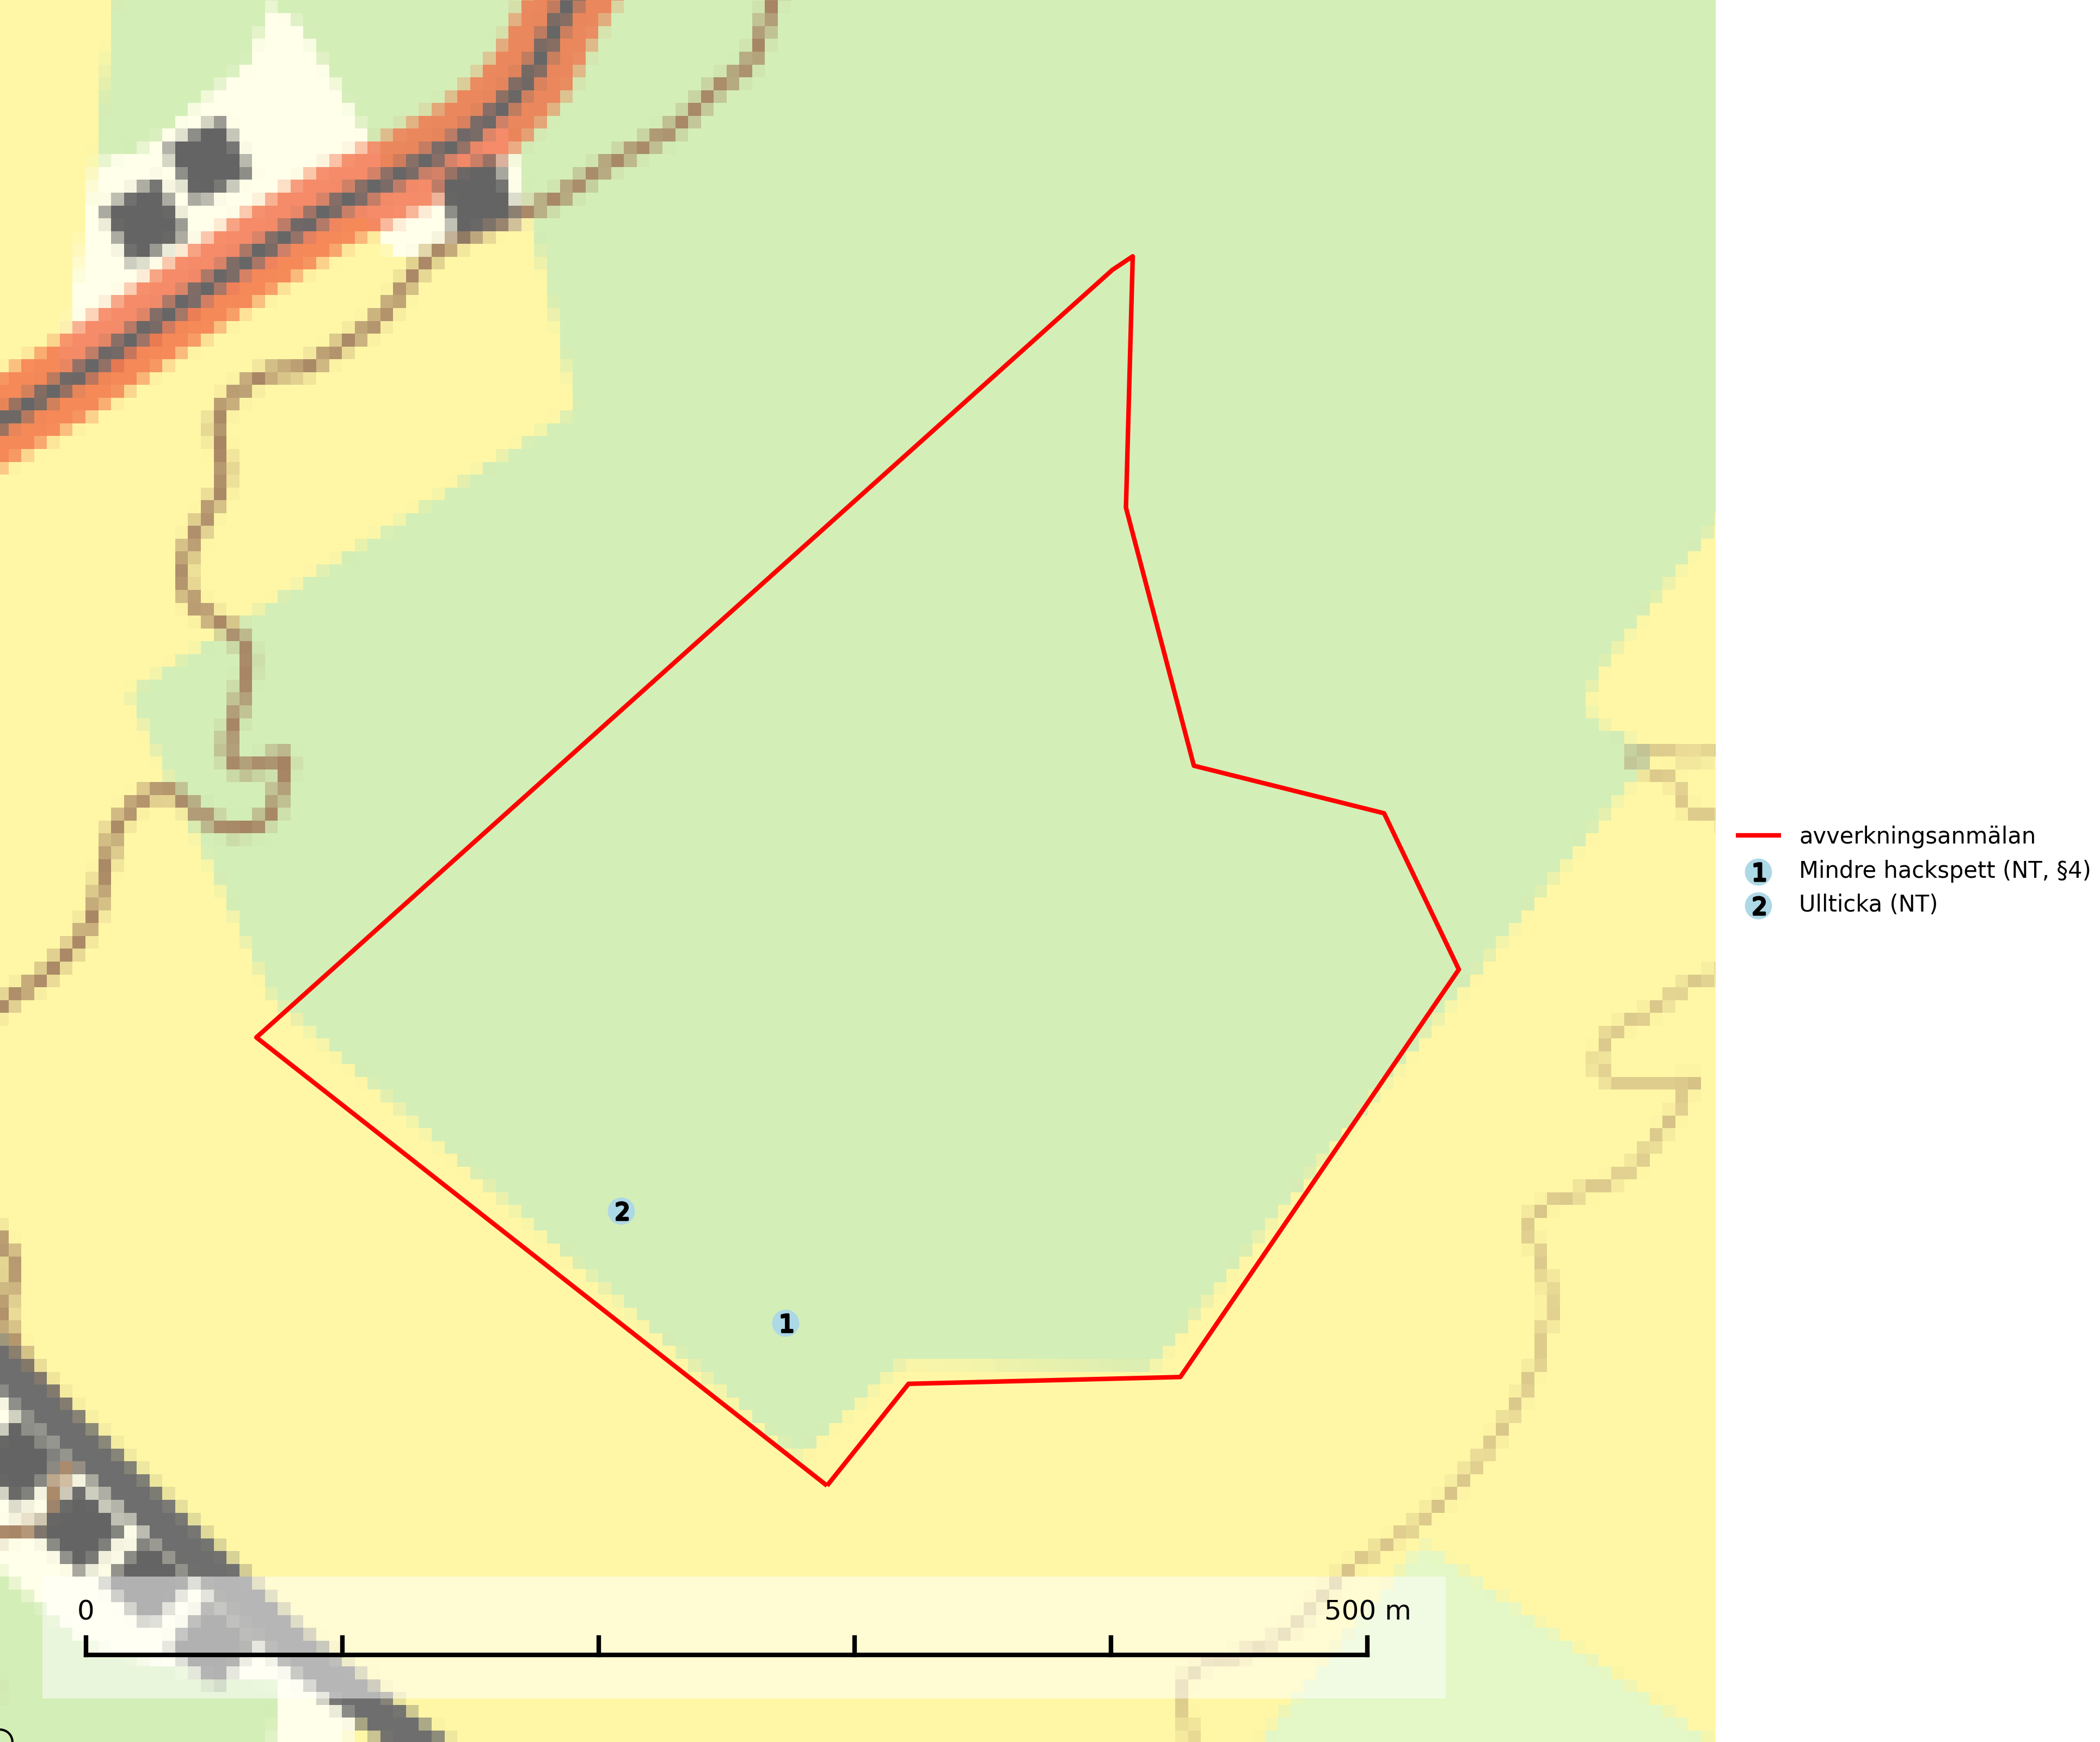 avverkningsanmälan
1 Mindre hackspett (NT, §4)
2 Ullticka (NT)
2
1
0 500 m